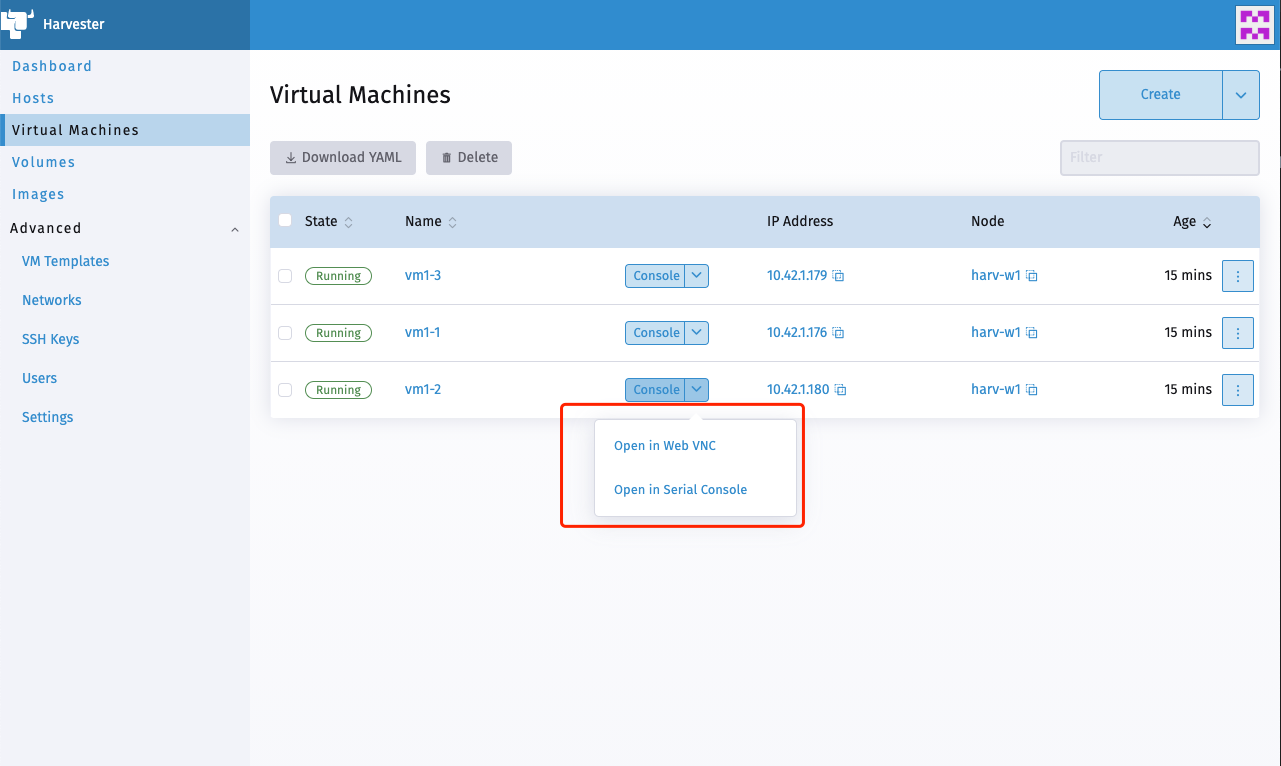 Harvester
Dashboard
Hosts
Virtual Machines
Volumes
Images
Advanced
VM Templates
Networks
SSH Keys
Users
Settings
Virtual Machines
Create
Download YAML Delete
Filter
State Name IP Address Node Age
Running vm1-3 Console 10.42.1.179 harv-w1 15 mins
Running vm1-1 Console 10.42.1.176 harv-w1 15 mins
Running vm1-2 Console 10.42.1.180 harv-w1 15 mins
Open in Web VNC
Open in Serial Console